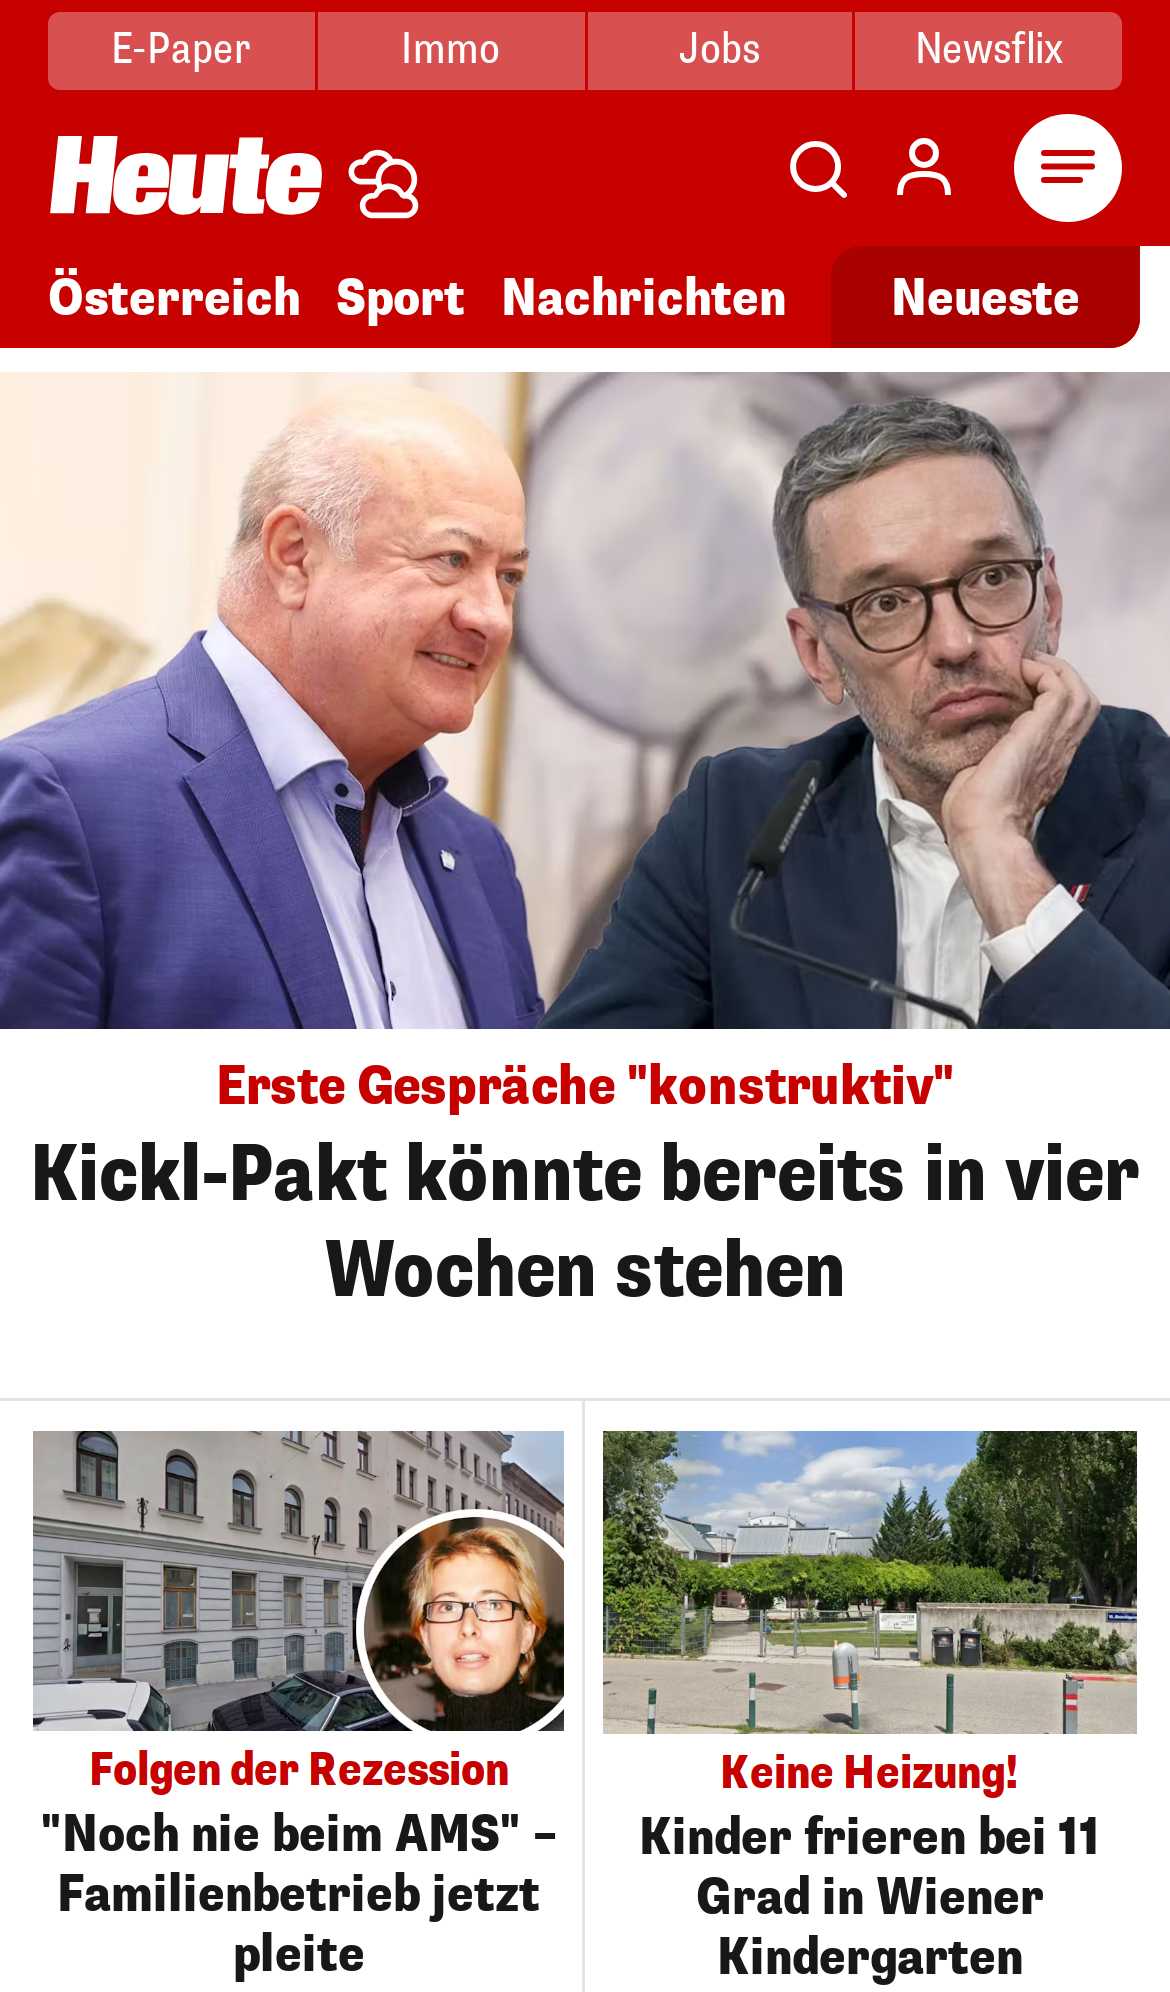 E-Paper Immo Jobs Newsflix
Heute
Österreich Sport Nachrichten Neueste
Erste Gespräche "konstruktiv"
Kickl-Pakt könnte bereits in vier
Wochen stehen
Folgen der Rezession
"Noch nie beim AMS" –
Familienbetrieb jetzt
pleite
Keine Heizung!
Kinder frieren bei 11
Grad in Wiener
Kindergarten